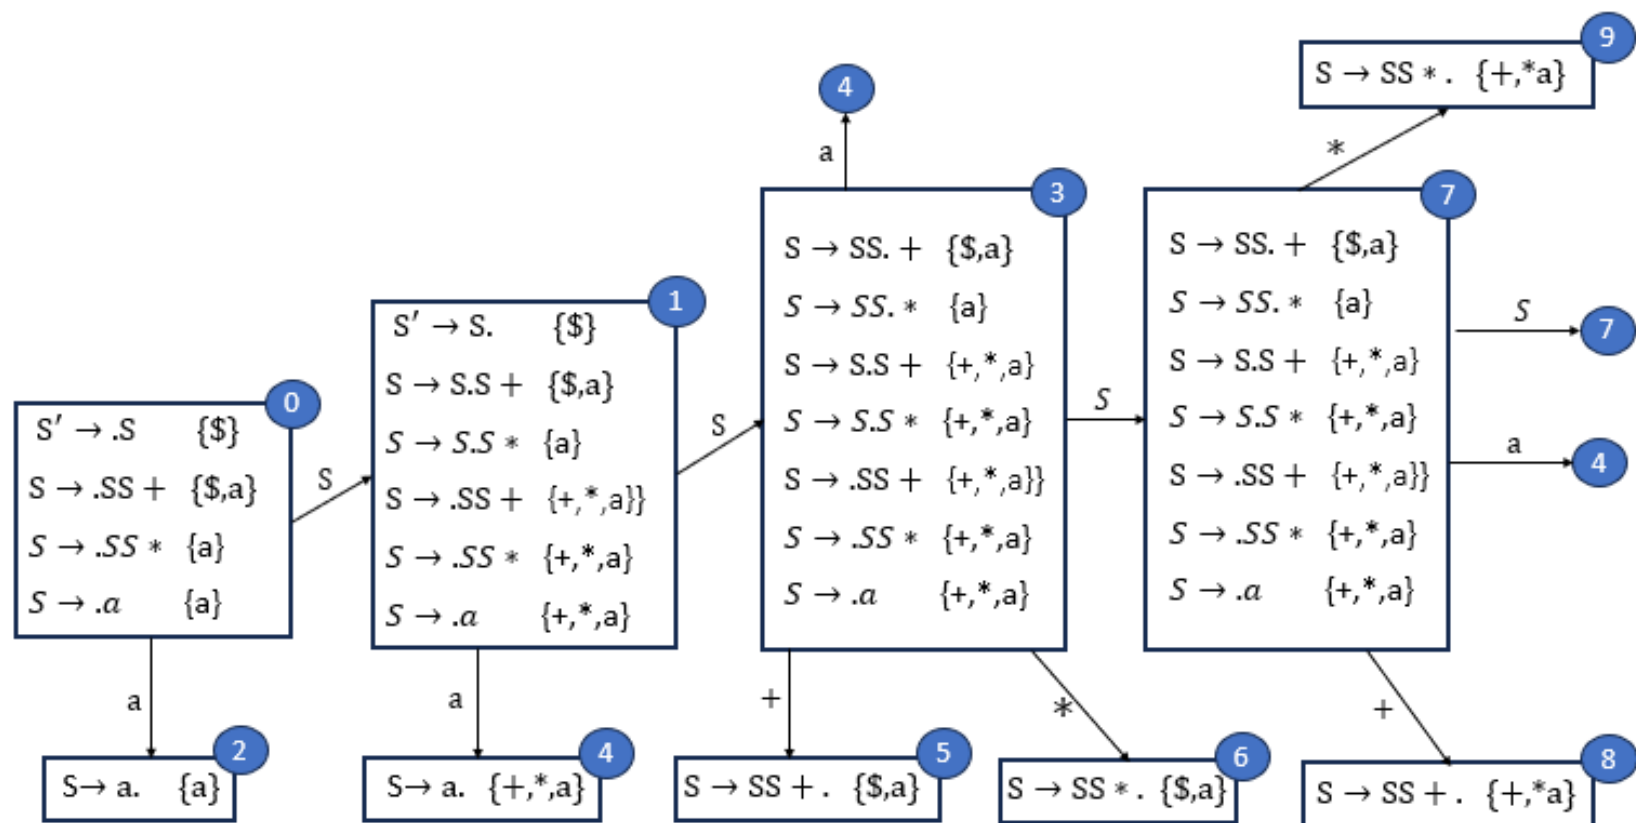 0
S′ → .S {$}
S → .SS + {$,a}
S → .SS * {a}
S → .a {a}
S
a
2
S→ a. {a}
1
S′ → S. {$}
S → S.S + {$,a}
S → S.S * {a}
S → .SS + {+,*,a}}
S → .SS * {+,*,a}
S → .a {+,*,a}
S
a
4
S→ a. {+,*,a}
4
a
3
S → SS. + {$,a}
S → SS. * {a}
S → S.S + {+,*,a}
S → S.S * {+,*,a}
S → .SS + {+,*,a}}
S → .SS * {+,*,a}
S → .a {+,*,a}
S
+
*
5
S → SS + . {$,a}
6
S → SS * . {$,a}
9
S → SS * . {+,*a}
*
7
S → SS. + {$,a}
S → SS. * {a}
S → S.S + {+,*,a}
S → S.S * {+,*,a}
S → .SS + {+,*,a}}
S → .SS * {+,*,a}
S → .a {+,*,a}
S
7
a
4
+
8
S → SS + . {+,*a}